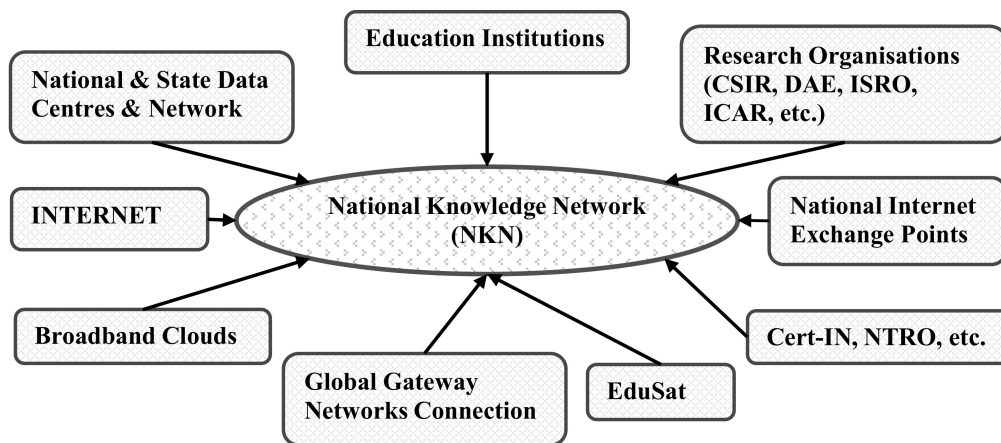 Education Institutions
National & State Data
Centres & Network
Research Organisations
(CSIR, DAE, ISRO,
ICAR, etc.)
INTERNET
National Knowledge Network
(NKN)
National Internet
Exchange Points
Broadband Clouds
Global Gateway
Networks Connection
EduSat
Cert-IN, NTRO, etc.